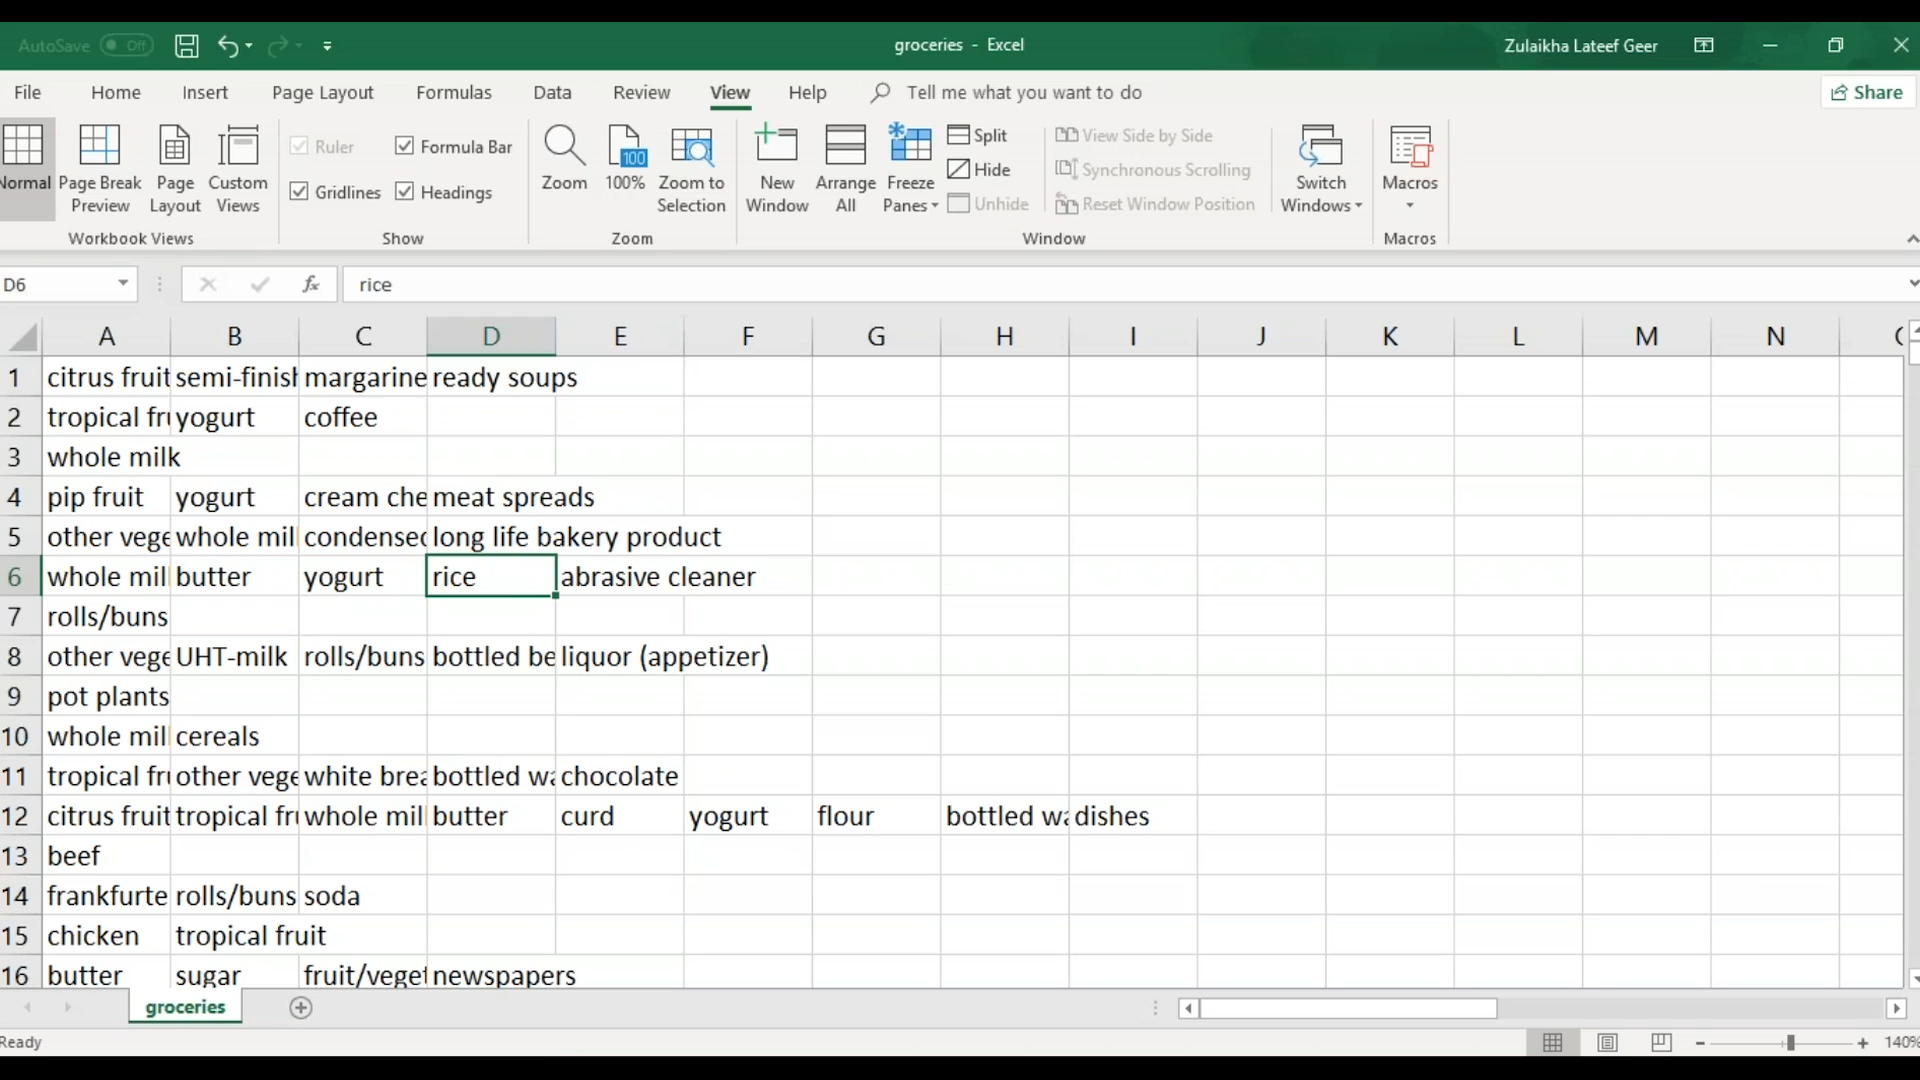 AutoSave Off groceries - Excel Zulaikha Lateef Geer
File Home Insert Page Layout Formulas Data Review View Help Tell me what you want to do Share
Normal Page Break Preview Page Layout Custom Views
Workbook Views
Ruler Formula Bar
Gridlines Headings
Show
Zoom 100% Zoom to Selection
Zoom
New Window Arrange All Freeze Panes
Split View Side by Side
Hide Synchronous Scrolling
Unhide Reset Window Position
Switch Windows
Window
Macros
Macros
D6 fx rice
A B C D E F G H I J K L M N
1 citrus fruit semi-finish margarine ready soups
2 tropical fru yogurt coffee
3 whole milk
4 pip fruit yogurt cream che meat spreads
5 other vege whole mil condensed long life bakery product
6 whole mil butter yogurt rice abrasive cleaner
7 rolls/buns
8 other vege UHT-milk rolls/buns bottled be liquor (appetizer)
9 pot plants
10 whole mil cereals
11 tropical fru other vege white brea bottled wa chocolate
12 citrus fruit tropical fru whole mil butter curd yogurt flour bottled wa dishes
13 beef
14 frankfurte rolls/buns soda
15 chicken tropical fruit
16 butter sugar fruit/veget newspapers
groceries
Ready 140%